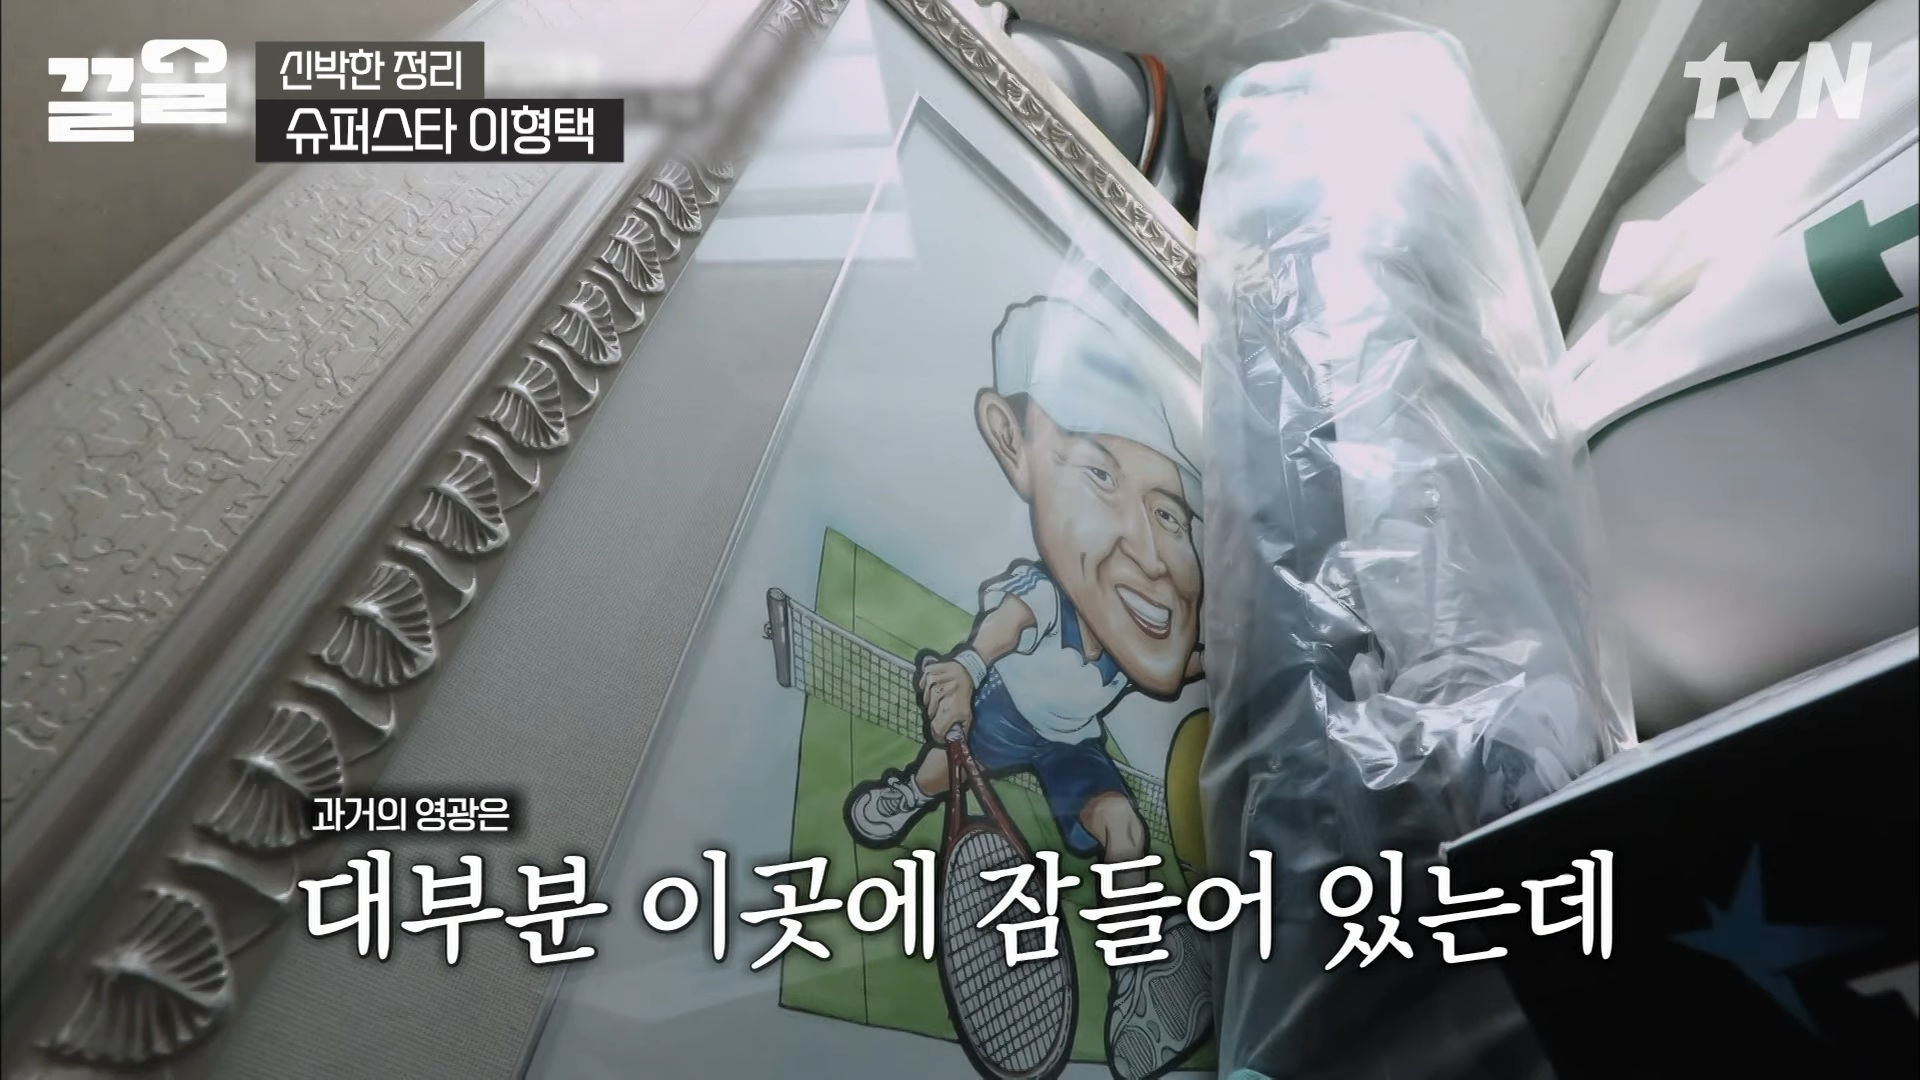 끌올
신박한 정리
슈퍼스타 이형택
tvN
과거의 영광은
대부분 이곳에 잠들어 있는데